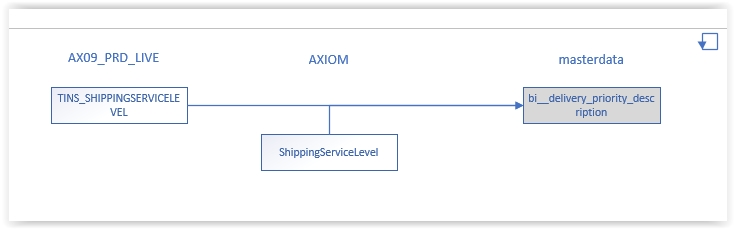 AX09_PRD_LIVE
AXIOM
masterdata
TINS_SHIPPINGSERVICELE
VEL
bi__delivery_priority_desc
ription
ShippingServiceLevel